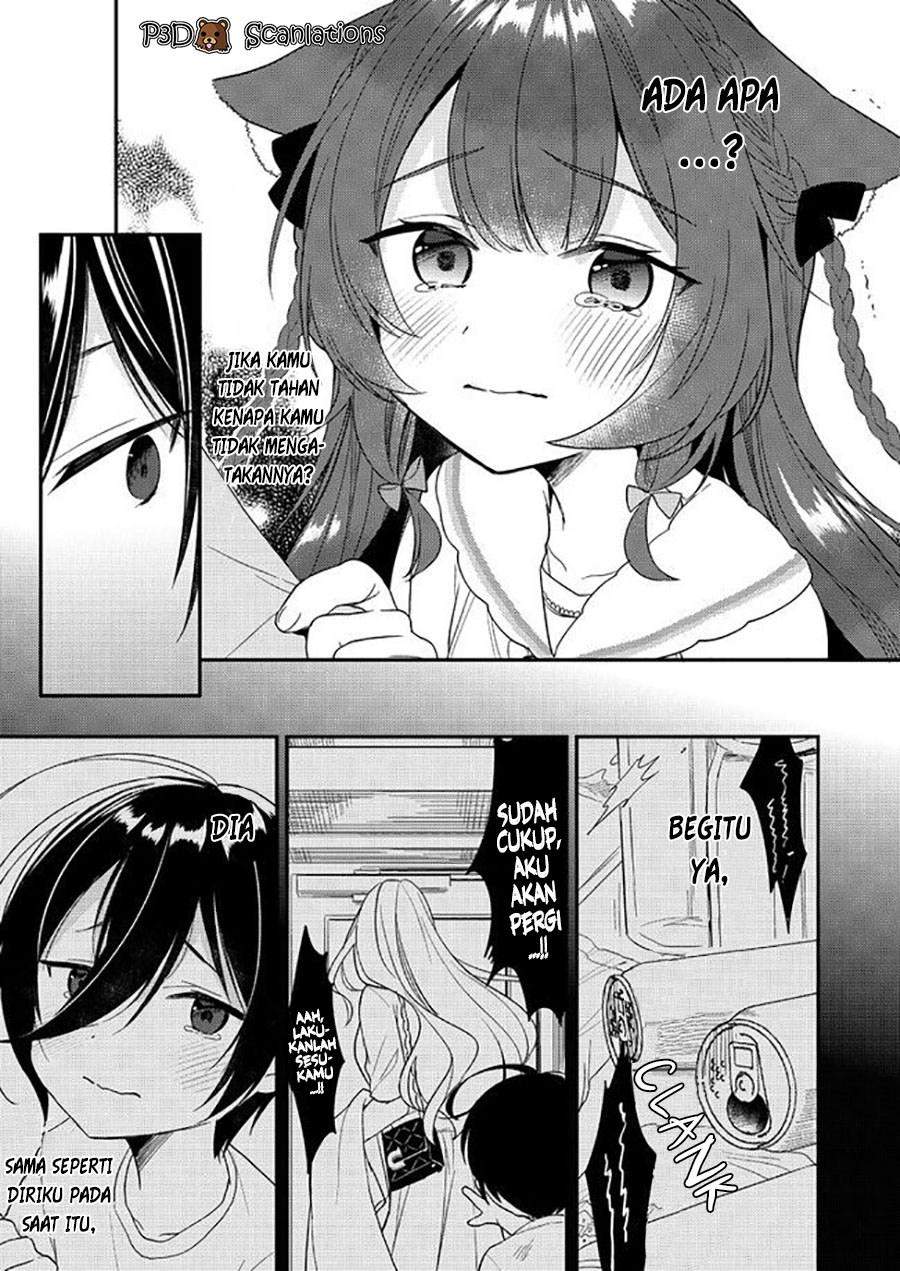 P3D Scanlations
ADA APA
...?
JIKA KAMU
TIDAK TAHAN
KENAPA KAMU
TIDAK MENGA-
TAKANNYA?
BEGITU
YA,
CLANK
SUDAH
CUKUP,
AKU
AKAN
PERGI
...!!
AAH,
LAKU-
KANLAH
SESU-
KAMU
...!!
DIA
SAMA SEPERTI
DIRIKU PADA
SAAT ITU,